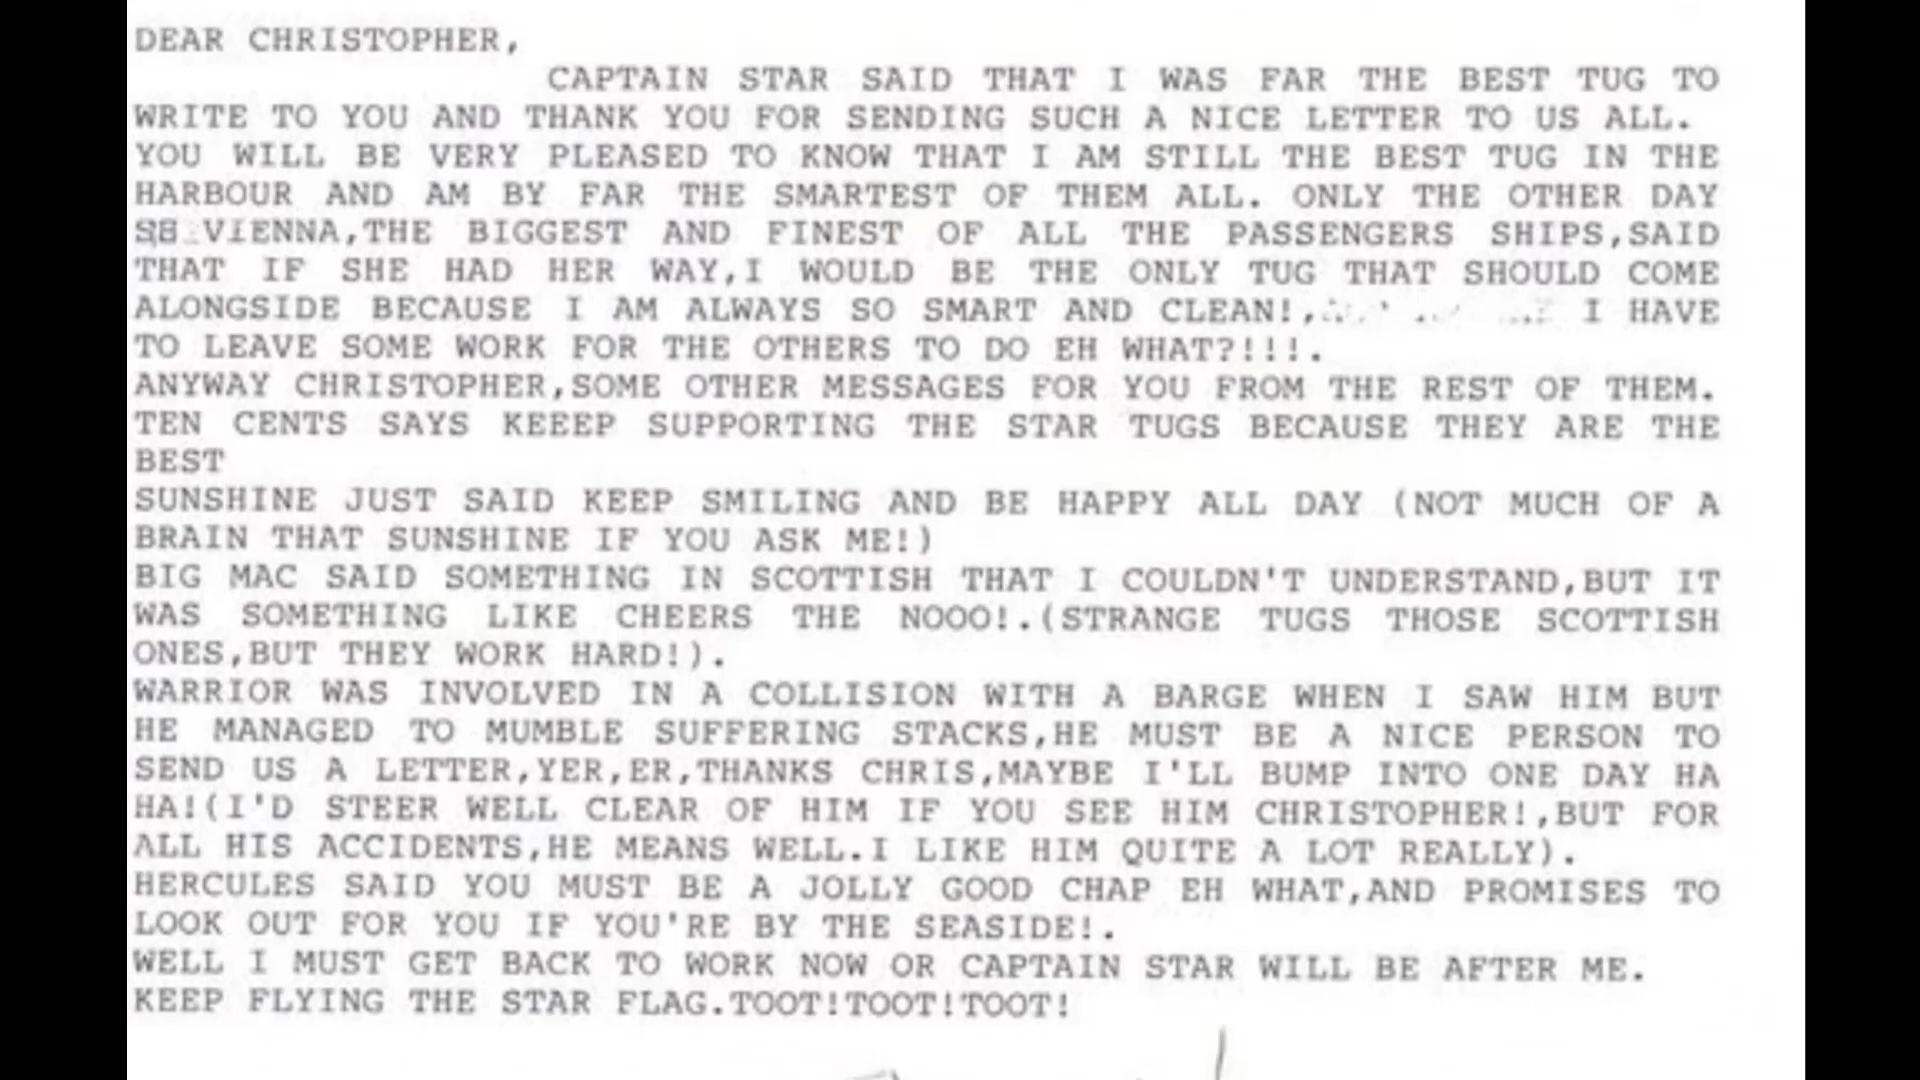 DEAR CHRISTOPHER,
CAPTAIN STAR SAID THAT I WAS FAR THE BEST TUG TO
WRITE TO YOU AND THANK YOU FOR SENDING SUCH A NICE LETTER TO US ALL.
YOU WILL BE VERY PLEASED TO KNOW THAT I AM STILL THE BEST TUG IN THE
HARBOUR AND AM BY FAR THE SMARTEST OF THEM ALL. ONLY THE OTHER DAY
VIENNA,THE BIGGEST AND FINEST OF ALL THE PASSENGERS SHIPS,SAID
THAT IF SHE HAD HER WAY,I WOULD BE THE ONLY TUG THAT SHOULD COME
ALONGSIDE BECAUSE I AM ALWAYS SO SMART AND CLEAN!, I HAVE
TO LEAVE SOME WORK FOR THE OTHERS TO DO EH WHAT?!!!.
ANYWAY CHRISTOPHER,SOME OTHER MESSAGES FOR YOU FROM THE REST OF THEM.
TEN CENTS SAYS KEEEP SUPPORTING THE STAR TUGS BECAUSE THEY ARE THE
BEST
SUNSHINE JUST SAID KEEP SMILING AND BE HAPPY ALL DAY (NOT MUCH OF A
BRAIN THAT SUNSHINE IF YOU ASK ME!)
BIG MAC SAID SOMETHING IN SCOTTISH THAT I COULDN'T UNDERSTAND,BUT IT
WAS SOMETHING LIKE CHEERS THE NOOO!.(STRANGE TUGS THOSE SCOTTISH
ONES,BUT THEY WORK HARD!).
WARRIOR WAS INVOLVED IN A COLLISION WITH A BARGE WHEN I SAW HIM BUT
HE MANAGED TO MUMBLE SUFFERING STACKS,HE MUST BE A NICE PERSON TO
SEND US A LETTER,YER,ER,THANKS CHRIS,MAYBE I'LL BUMP INTO ONE DAY HA
HA!(I'D STEER WELL CLEAR OF HIM IF YOU SEE HIM CHRISTOPHER!,BUT FOR
ALL HIS ACCIDENTS,HE MEANS WELL.I LIKE HIM QUITE A LOT REALLY).
HERCULES SAID YOU MUST BE A JOLLY GOOD CHAP EH WHAT,AND PROMISES TO
LOOK OUT FOR YOU IF YOU'RE BY THE SEASIDE!.
WELL I MUST GET BACK TO WORK NOW OR CAPTAIN STAR WILL BE AFTER ME.
KEEP FLYING THE STAR FLAG.TOOT!TOOT!TOOT!